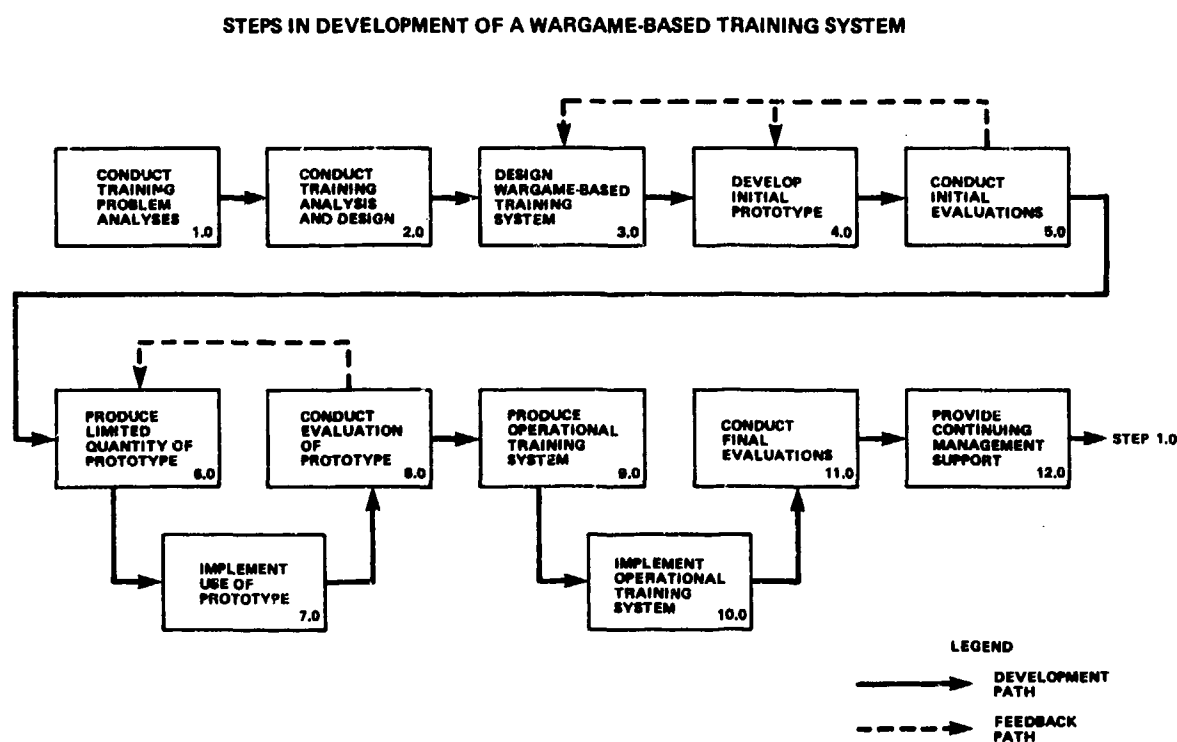 STEPS IN DEVELOPMENT OF A WARGAME-BASED TRAINING SYSTEM
CONDUCT
TRAINING
PROBLEM
ANALYSES
1.0
CONDUCT
TRAINING
ANALYSIS
AND DESIGN
2.0
DESIGN
WARGAME-BASED
TRAINING
SYSTEM
3.0
DEVELOP
INITIAL
PROTOTYPE
4.0
CONDUCT
INITIAL
EVALUATIONS
5.0
PRODUCE
LIMITED
QUANTITY OF
PROTOTYPE
6.0
IMPLEMENT
USE OF
PROTOTYPE
7.0
CONDUCT
EVALUATION
OF
PROTOTYPE
8.0
PRODUCE
OPERATIONAL
TRAINING
SYSTEM
9.0
IMPLEMENT
OPERATIONAL
TRAINING
SYSTEM
10.0
CONDUCT
FINAL
EVALUATIONS
11.0
PROVIDE
CONTINUING
MANAGEMENT
SUPPORT
12.0
STEP 1.0
LEGEND
DEVELOPMENT
PATH
FEEDBACK
PATH